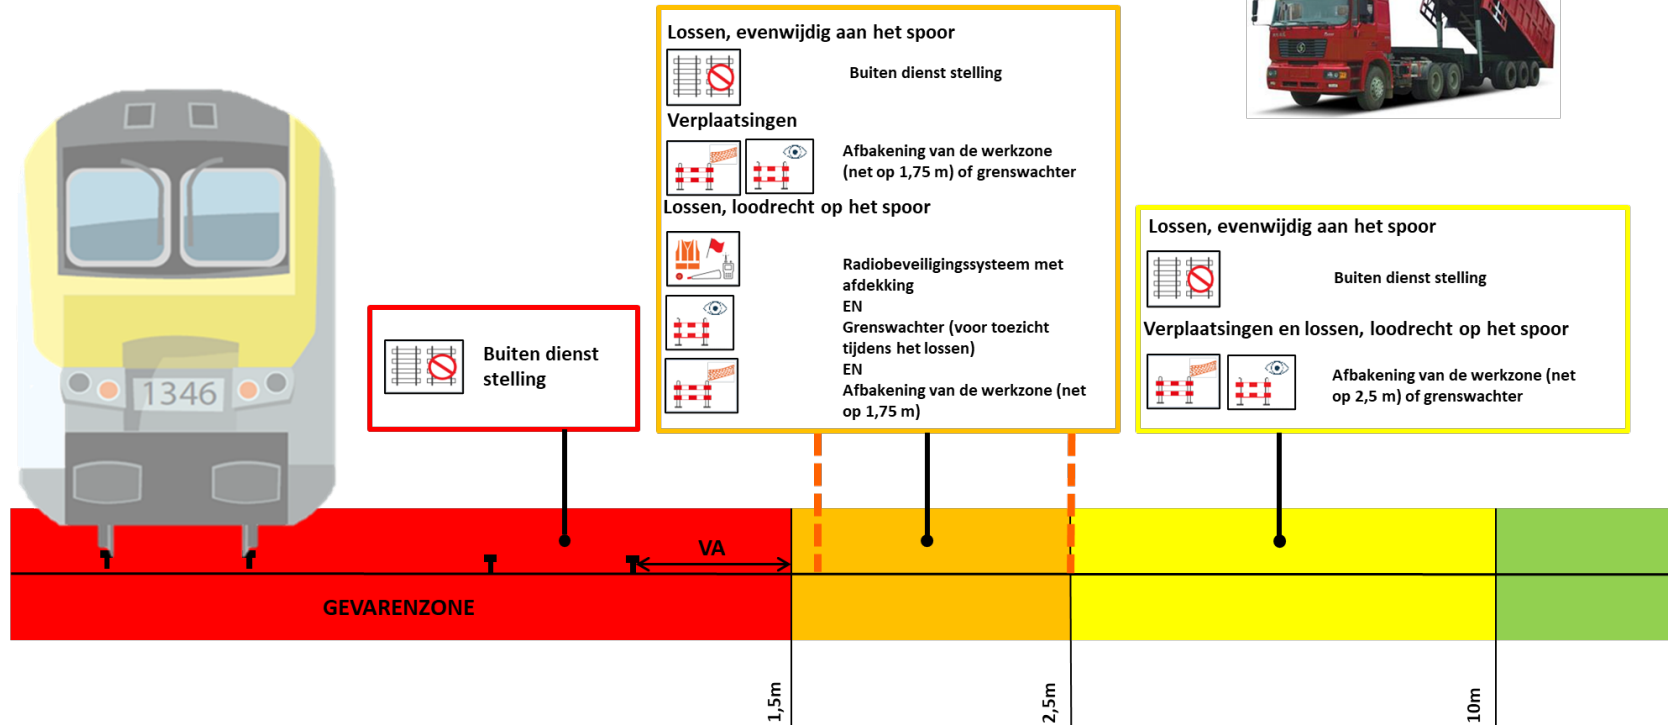 Lossen, evenwijdig aan het spoor
Buiten dienst stelling
Verplaatsingen
Afbakening van de werkzone
(net op 1,75 m) of grenswachter
Lossen, loodrecht op het spoor
Radiobeveiligingssysteem met
afdekking
EN
Grenswachter (voor toezicht
tijdens het lossen)
EN
Afbakening van de werkzone (net
op 1,75 m)
Lossen, evenwijdig aan het spoor
Buiten dienst stelling
Verplaatsingen en lossen, loodrecht op het spoor
Afbakening van de werkzone (net
op 2,5 m) of grenswachter
Buiten dienst
stelling
1346
VA
GEVARENZONE
1,5m
2,5m
10m